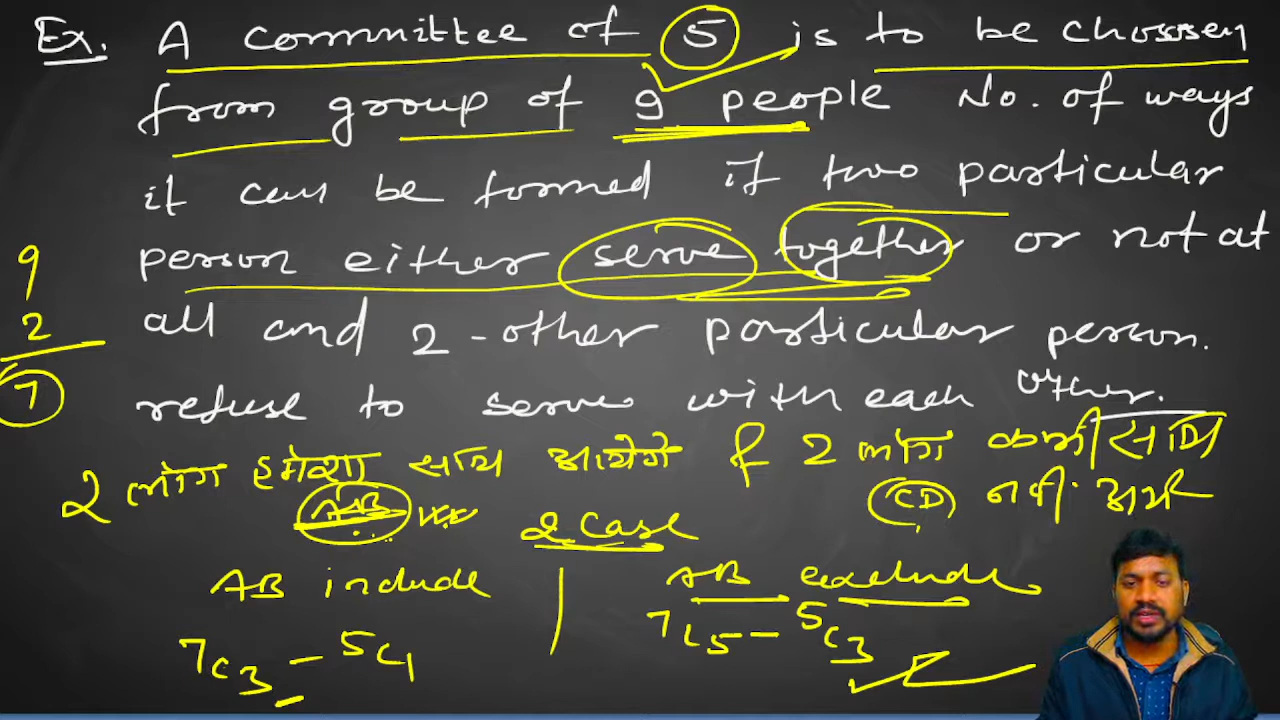 Ex. A committee of 5 is to be chossen
from group of 9 people No. of ways
it can be formed if two particular
person either serve together or not at
all and 2-other particular person.
refuse to serve with each other.
9
2
7
2 लोग हमेशा साथ आयेगे & 2 लोग कभी साथ
AB xx (CD) नही आये
2 Case
AB include
AB exclude
7C3 - 5C1
7C5 - 5C3